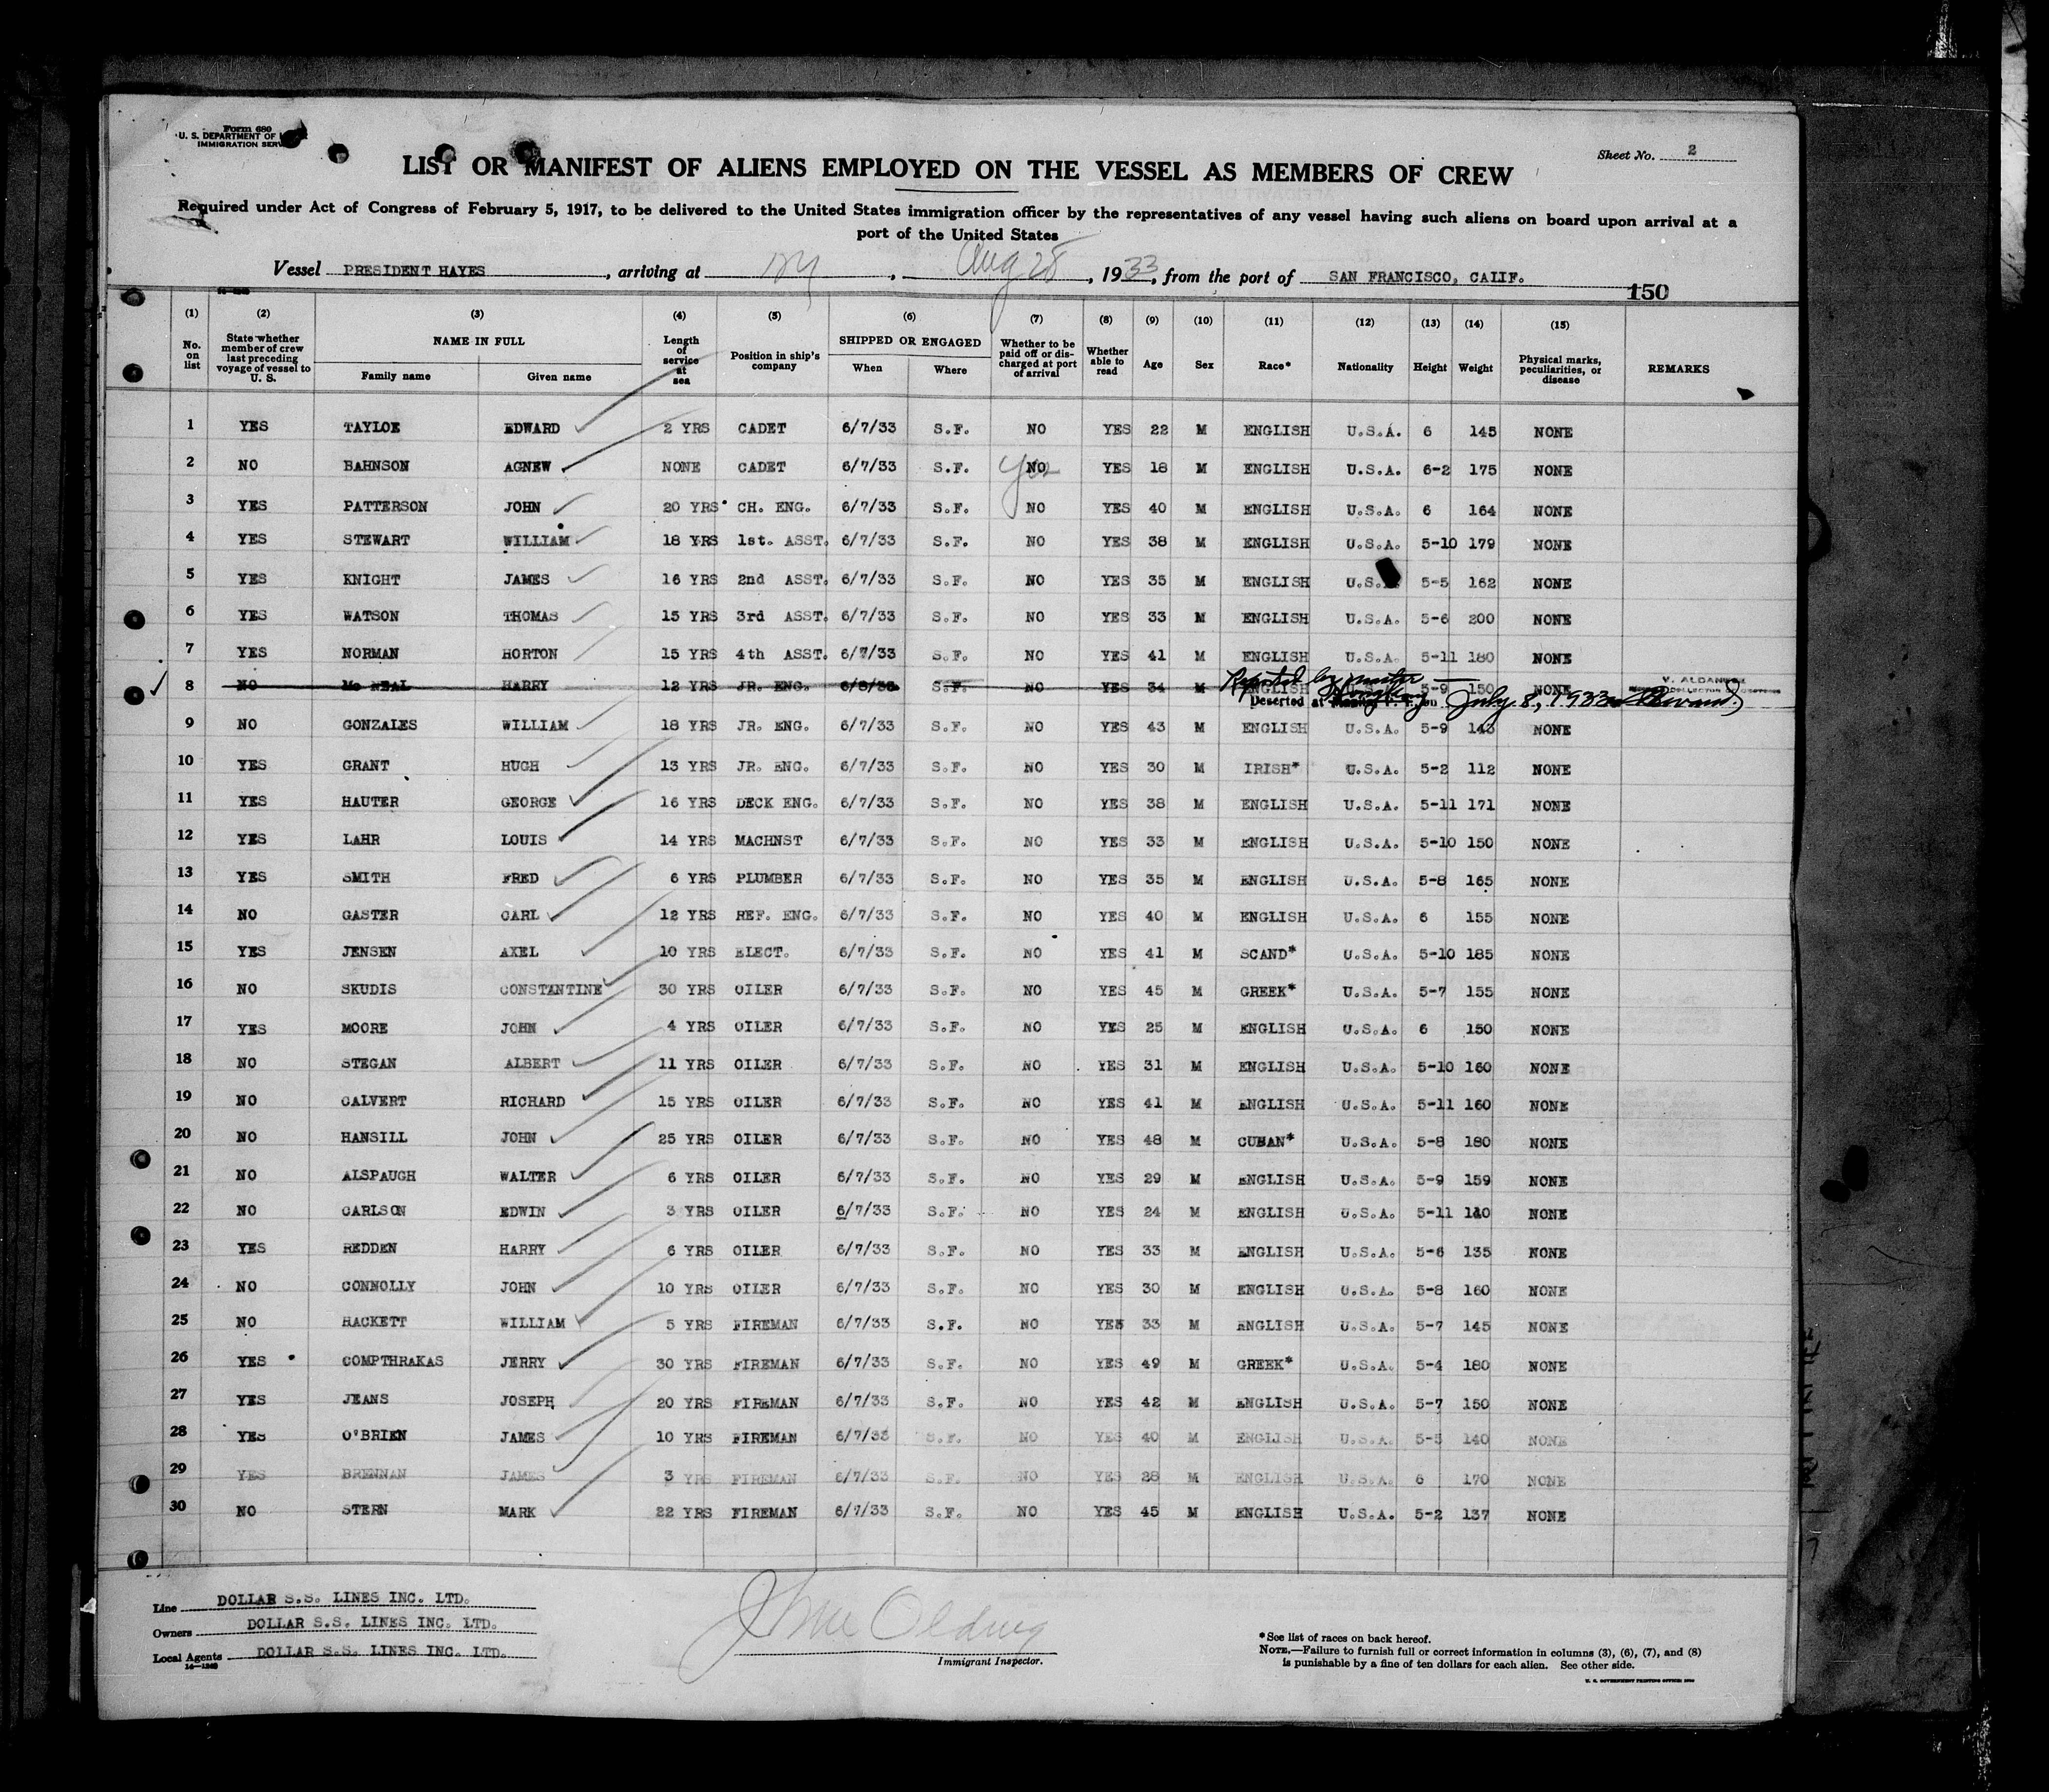 Form 680
U. S. DEPARTMENT OF
IMMIGRATION SERV
Sheet No. 2
LIST OR MANIFEST OF ALIENS EMPLOYED ON THE VESSEL AS MEMBERS OF CREW
Required under Act of Congress of February 5, 1917, to be delivered to the United States immigration officer by the representatives of any vessel having such aliens on board upon arrival at a
port of the United States
Vessel PRESIDENT HAYES, arriving at NY, Aug 28, 1933, from the port of SAN FRANCISCO, CALIF.
150
(1) (2) (3) (4) (5) (6) (7) (8) (9) (10) (11) (12) (13) (14) (15)
No. on list State whether member of crew last preceding voyage of vessel to U. S. NAME IN FULL Family name Given name Length of service at sea Position in ship's company SHIPPED OR ENGAGED When Where Whether to be paid off or discharged at port of arrival Whether able to read Age Sex Race* Nationality Height Weight Physical marks, peculiarities, or disease REMARKS
1 YES TAYLOE EDWARD 2 YRS CADET 6/7/33 S.F. NO YES 22 M ENGLISH U.S.A. 6 145 NONE
2 NO BAHNSON AGNEW NONE CADET 6/7/33 S.F. NO Yes YES 18 M ENGLISH U.S.A. 6-2 175 NONE
3 YES PATTERSON JOHN 20 YRS CH. ENG. 6/7/33 S.F. NO YES 40 M ENGLISH U.S.A. 6 164 NONE
4 YES STEWART WILLIAM 18 YRS 1st. ASST. 6/7/33 S.F. NO YES 38 M ENGLISH U.S.A. 5-10 179 NONE
5 YES KNIGHT JAMES 16 YRS 2nd ASST. 6/7/33 S.F. NO YES 35 M ENGLISH U.S. 5-5 162 NONE
6 YES WATSON THOMAS 15 YRS 3rd ASST. 6/7/33 S.F. NO YES 33 M ENGLISH U.S.A. 5-6 200 NONE
7 YES NORMAN HORTON 15 YRS 4th ASST. 6/7/33 S.F. NO YES 41 M ENGLISH U.S.A. 5-11 180 NONE
8 NO Mc NEAL HARRY 12 YRS JR. ENG. 6/8/33 S.F. NO YES 34 M ENGLISH 5-9 150 NONE
Reported by master
Deserted at Hongkong on July 8, 1933
9 NO GONZALES WILLIAM 18 YRS JR. ENG. 6/7/33 S.F. NO YES 43 M ENGLISH U.S.A. 5-9 143 NONE
10 YES GRANT HUGH 13 YRS JR. ENG. 6/7/33 S.F. NO YES 30 M IRISH* U.S.A. 5-2 112 NONE
11 YES HAUTER GEORGE 16 YRS DECK ENG. 6/7/33 S.F. NO YES 38 M ENGLISH U.S.A. 5-11 171 NONE
12 YES LAHR LOUIS 14 YRS MACHNST 6/7/33 S.F. NO YES 33 M ENGLISH U.S.A. 5-10 150 NONE
13 YES SMITH FRED 6 YRS PLUMBER 6/7/33 S.F. NO YES 35 M ENGLISH U.S.A. 5-8 165 NONE
14 NO GASTER CARL 12 YRS REF. ENG. 6/7/33 S.F. NO YES 40 M ENGLISH U.S.A. 6 155 NONE
15 YES JENSEN AXEL 10 YRS ELECT. 6/7/33 S.F. NO YES 41 M SCAND* U.S.A. 5-10 185 NONE
16 NO SKUDIS CONSTANTINE 30 YRS OILER 6/7/33 S.F. NO YES 45 M GREEK* U.S.A. 5-7 155 NONE
17 YES MOORE JOHN 4 YRS OILER 6/7/33 S.F. NO YES 25 M ENGLISH U.S.A. 6 150 NONE
18 NO STEGAN ALBERT 11 YRS OILER 6/7/33 S.F. NO YES 31 M ENGLISH U.S.A. 5-10 160 NONE
19 NO CALVERT RICHARD 15 YRS OILER 6/7/33 S.F. NO YES 41 M ENGLISH U.S.A. 5-11 160 NONE
20 NO HANSILL JOHN 25 YRS OILER 6/7/33 S.F. NO YES 48 M CUBAN* U.S.A. 5-8 180 NONE
21 NO ALSPAUGH WALTER 6 YRS OILER 6/7/33 S.F. NO YES 29 M ENGLISH U.S.A. 5-9 159 NONE
22 NO CARLSON EDWIN 3 YRS OILER 6/7/33 S.F. NO YES 24 M ENGLISH U.S.A. 5-11 140 NONE
23 YES REDDEN HARRY 6 YRS OILER 6/7/33 S.F. NO YES 33 M ENGLISH U.S.A. 5-6 135 NONE
24 NO CONNOLLY JOHN 10 YRS OILER 6/7/33 S.F. NO YES 30 M ENGLISH U.S.A. 5-8 160 NONE
25 NO HACKETT WILLIAM 5 YRS FIREMAN 6/7/33 S.F. NO YES 33 M ENGLISH U.S.A. 5-7 145 NONE
26 YES COMPTHRAKAS JERRY 30 YRS FIREMAN 6/7/33 S.F. NO YES 49 M GREEK* U.S.A. 5-4 180 NONE
27 YES JEANS JOSEPH 20 YRS FIREMAN 6/7/33 S.F. NO YES 42 M ENGLISH U.S.A. 5-7 150 NONE
28 YES O'BRIEN JAMES 10 YRS FIREMAN 6/7/33 S.F. NO YES 40 M ENGLISH U.S.A. 5-5 140 NONE
29 YES BRENNAN JAMES 3 YRS FIREMAN 6/7/33 S.F. NO YES 28 M ENGLISH U.S.A. 6 170 NONE
30 NO STERN MARK 22 YRS FIREMAN 6/7/33 S.F. NO YES 45 M ENGLISH U.S.A. 5-2 137 NONE
Line DOLLAR S.S. LINES INC. LTD.
Owners DOLLAR S.S. LINES INC. LTD.
Local Agents DOLLAR S.S. LINES INC. LTD.
Immigrant Inspector.
*See list of races on back hereof.
NOTE.—Failure to furnish full or correct information in columns (3), (6), (7), and (8)
is punishable by a fine of ten dollars for each alien. See other side.